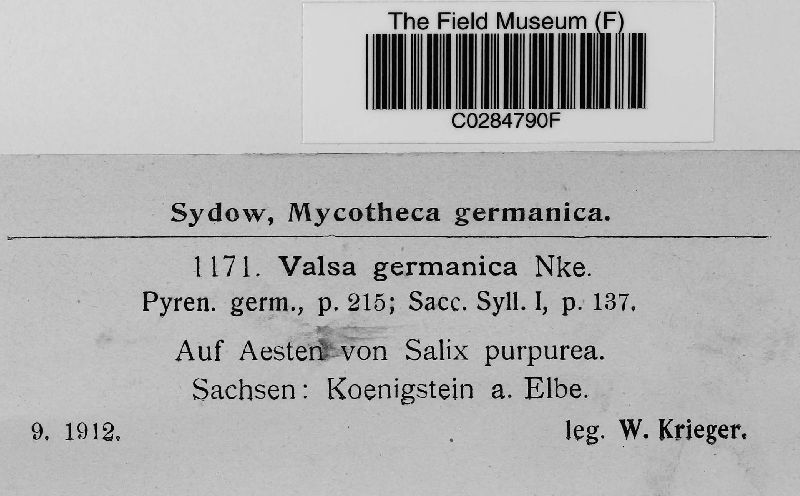 The Field Museum (F)
C0284790F
Sydow, Mycotheca germanica.
1171. Valsa germanica Nke.
Pyren. germ., p. 215; Sacc. Syll. I, p. 137.
Auf Aesten von Salix purpurea.
Sachsen: Koenigstein a. Elbe.
9. 1912. leg. W. Krieger.